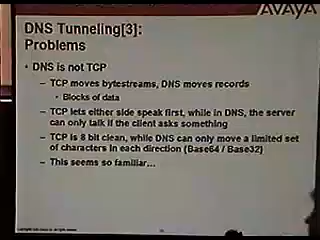 AVAYA
DNS Tunneling[3]:
Problems
• DNS is not TCP
– TCP moves bytestreams, DNS moves records
• Blocks of data
– TCP lets either side speak first, while in DNS, the server
can only talk if the client asks something
– TCP is 8 bit clean, while DNS can only move a limited set
of characters in each direction (Base64 / Base32)
– This seems so familiar...